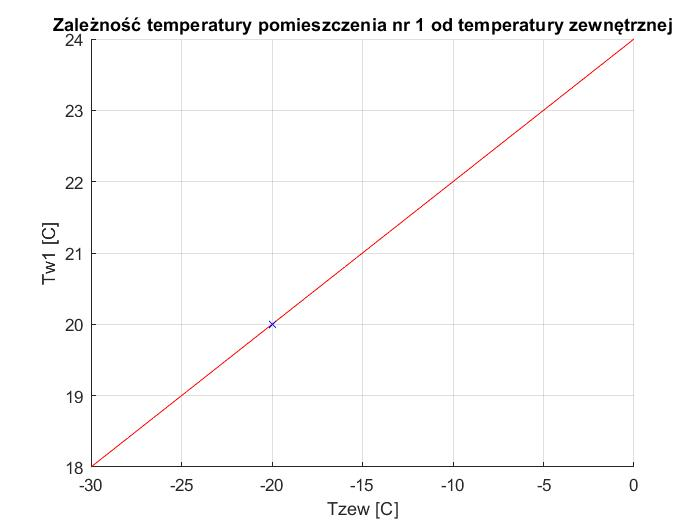 Zależność temperatury pomieszczenia nr 1 od temperatury zewnętrznej
24
23
22
21
20
19
18
Tw1 [C]
-30 -25 -20 -15 -10 -5 0
Tzew [C]